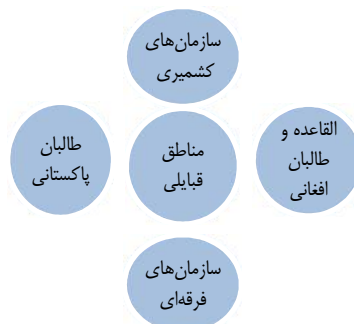 سازمان‌های
کشمیری
القاعده و
طالبان
افغانی
مناطق
قبایلی
طالبان
پاکستانی
سازمان‌های
فرقه‌ای